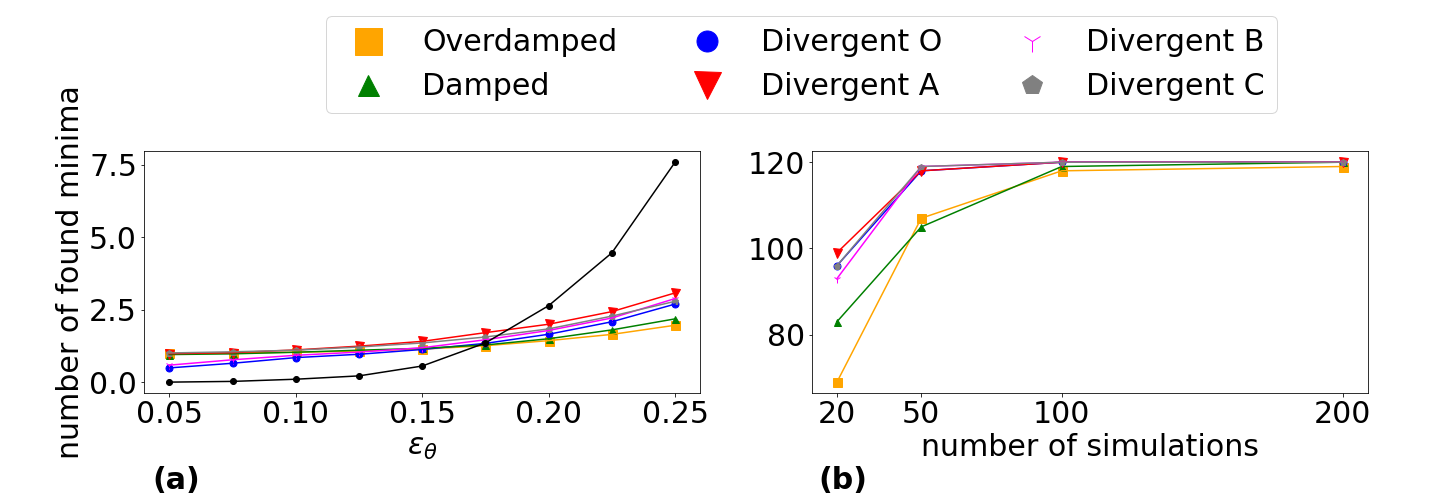 Overdamped Divergent O Divergent B
Damped Divergent A Divergent C
number of found minima
7.5
5.0
2.5
0.0
0.05 0.10 0.15 0.20 0.25
εθ
(a)
120
100
80
20 50 100 200
number of simulations
(b)